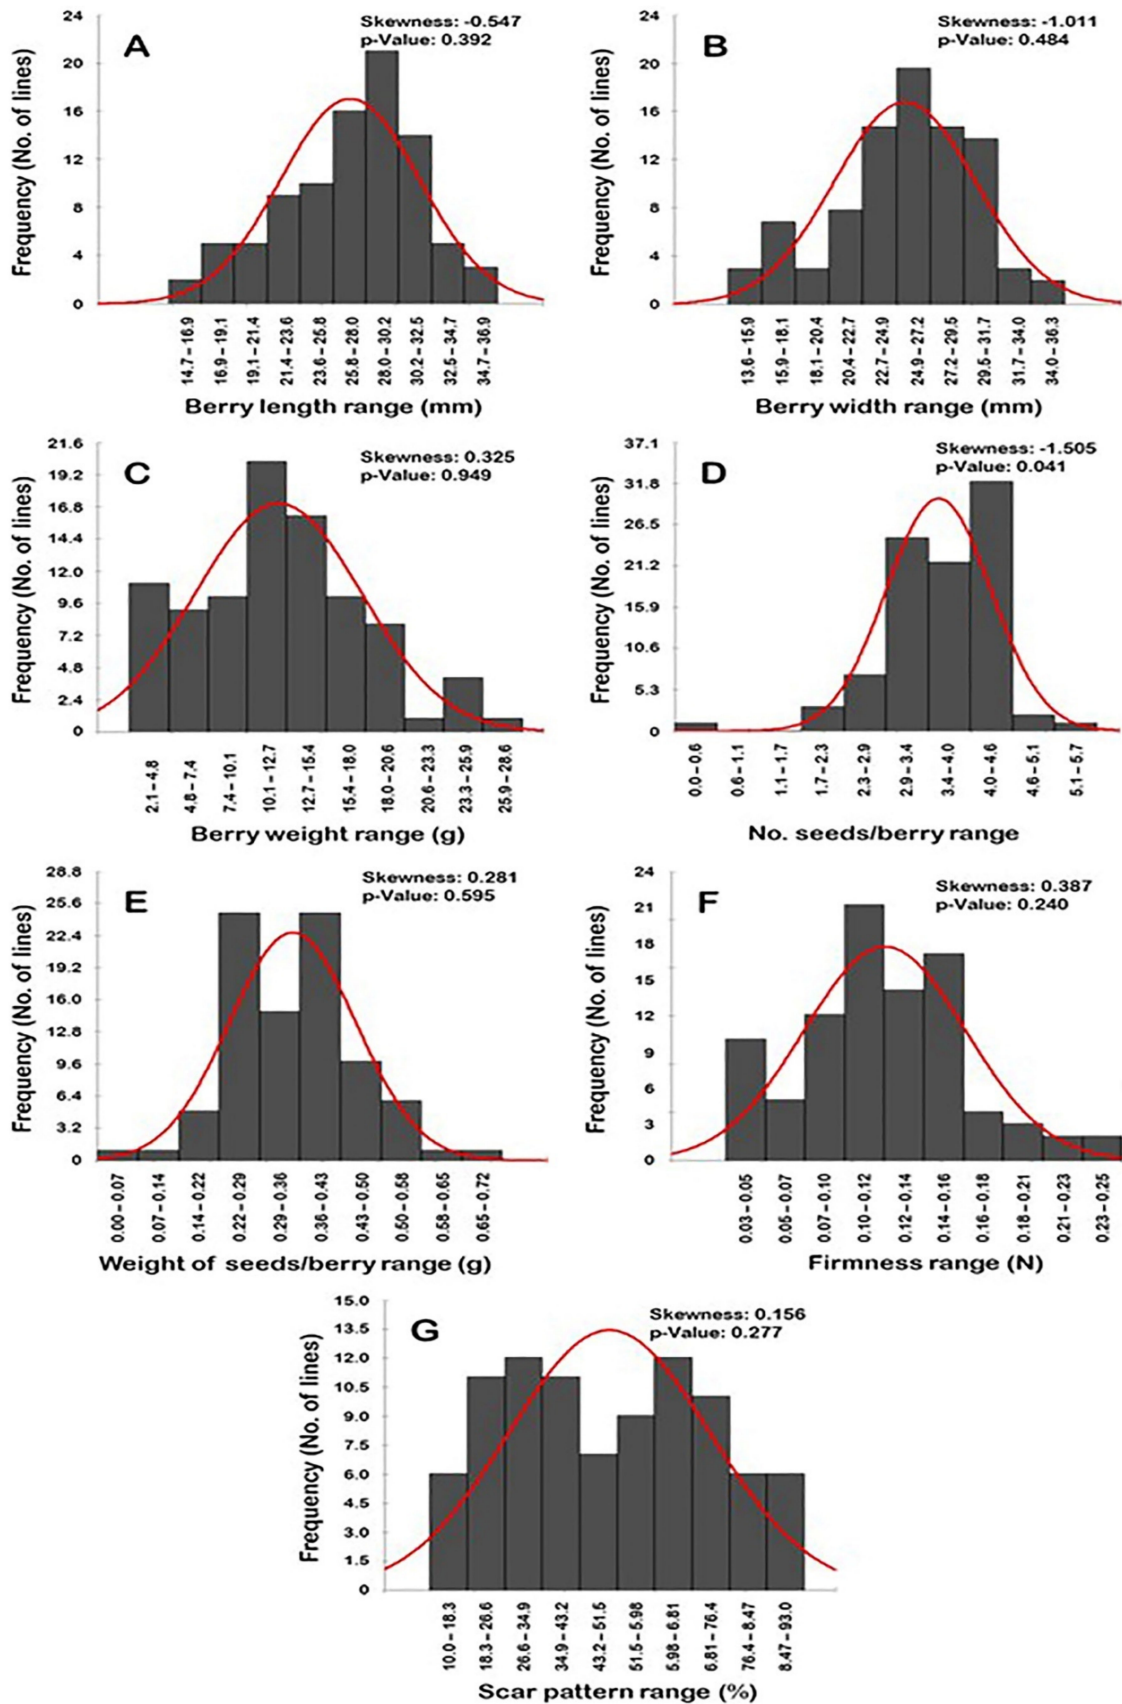 A
Skewness: -0.547
p-Value: 0.392
Frequency (No. of lines)
24
20
16
12
8
4
0
14.7 – 16.9
16.9 – 19.1
19.1 – 21.4
21.4 – 23.6
23.6 – 25.8
25.8 – 28.0
28.0 – 30.2
30.2 – 32.5
32.5 – 34.7
34.7 – 36.9
Berry length range (mm)
B
Skewness: -1.011
p-Value: 0.484
Frequency (No. of lines)
24
20
16
12
8
4
0
13.6 – 15.9
15.9 – 18.1
18.1 – 20.4
20.4 – 22.7
22.7 – 24.9
24.9 – 27.2
27.2 – 29.5
29.5 – 31.7
31.7 – 34.0
34.0 – 36.3
Berry width range (mm)
C
Skewness: 0.325
p-Value: 0.949
Frequency (No. of lines)
21.6
19.2
16.8
14.4
12.0
9.6
7.2
4.8
2.4
0
2.1 – 4.8
4.8 – 7.4
7.4 – 10.1
10.1 – 12.7
12.7 – 15.4
15.4 – 18.0
18.0 – 20.6
20.6 – 23.3
23.3 – 25.9
25.9 – 28.6
Berry weight range (g)
D
Skewness: -1.505
p-Value: 0.041
Frequency (No. of lines)
37.1
31.8
26.5
21.2
15.9
10.6
5.3
0
0.0 – 0.6
0.6 – 1.1
1.1 – 1.7
1.7 – 2.3
2.3 – 2.9
2.9 – 3.4
3.4 – 4.0
4.0 – 4.6
4.6 – 5.1
5.1 – 5.7
No. seeds/berry range
E
Skewness: 0.281
p-Value: 0.595
Frequency (No. of lines)
28.8
25.6
22.4
19.2
16.0
12.8
9.6
6.4
3.2
0
0.00 – 0.07
0.07 – 0.14
0.14 – 0.22
0.22 – 0.29
0.29 – 0.36
0.36 – 0.43
0.43 – 0.50
0.50 – 0.58
0.58 – 0.65
0.65 – 0.72
Weight of seeds/berry range (g)
F
Skewness: 0.387
p-Value: 0.240
Frequency (No. of lines)
24
21
18
15
12
9
6
3
0
0.03 – 0.05
0.05 – 0.07
0.07 – 0.10
0.10 – 0.12
0.12 – 0.14
0.14 – 0.16
0.16 – 0.18
0.18 – 0.21
0.21 – 0.23
0.23 – 0.25
Firmness range (N)
G
Skewness: 0.156
p-Value: 0.277
Frequency (No. of lines)
15.0
13.5
12.0
10.5
9.0
7.5
6.0
4.5
3.0
1.5
0
10.0 – 18.3
18.3 – 26.6
26.6 – 34.9
34.9 – 43.2
43.2 – 51.5
51.5 – 5.98
5.98 – 6.81
6.81 – 76.4
76.4 – 8.47
8.47 – 93.0
Scar pattern range (%)